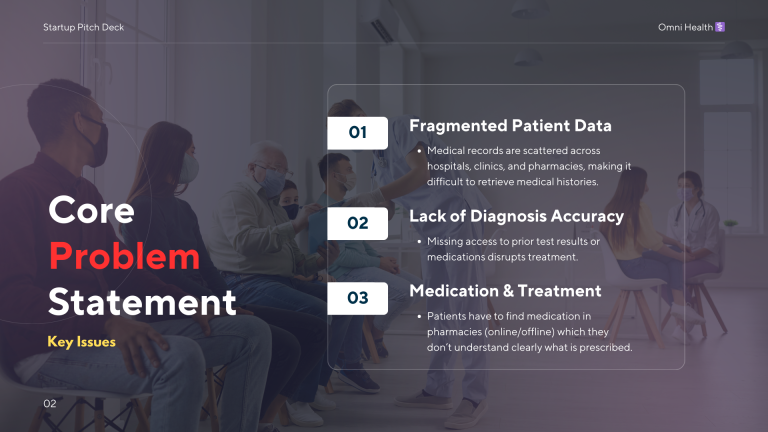 Startup Pitch Deck
Omni Health
Core
Problem
Statement
Key Issues
01
Fragmented Patient Data
• Medical records are scattered across
hospitals, clinics, and pharmacies, making it
difficult to retrieve medical histories.
02
Lack of Diagnosis Accuracy
• Missing access to prior test results or
medications disrupts treatment.
03
Medication & Treatment
• Patients have to find medication in
pharmacies (online/offline) which they
don’t understand clearly what is prescribed.
02